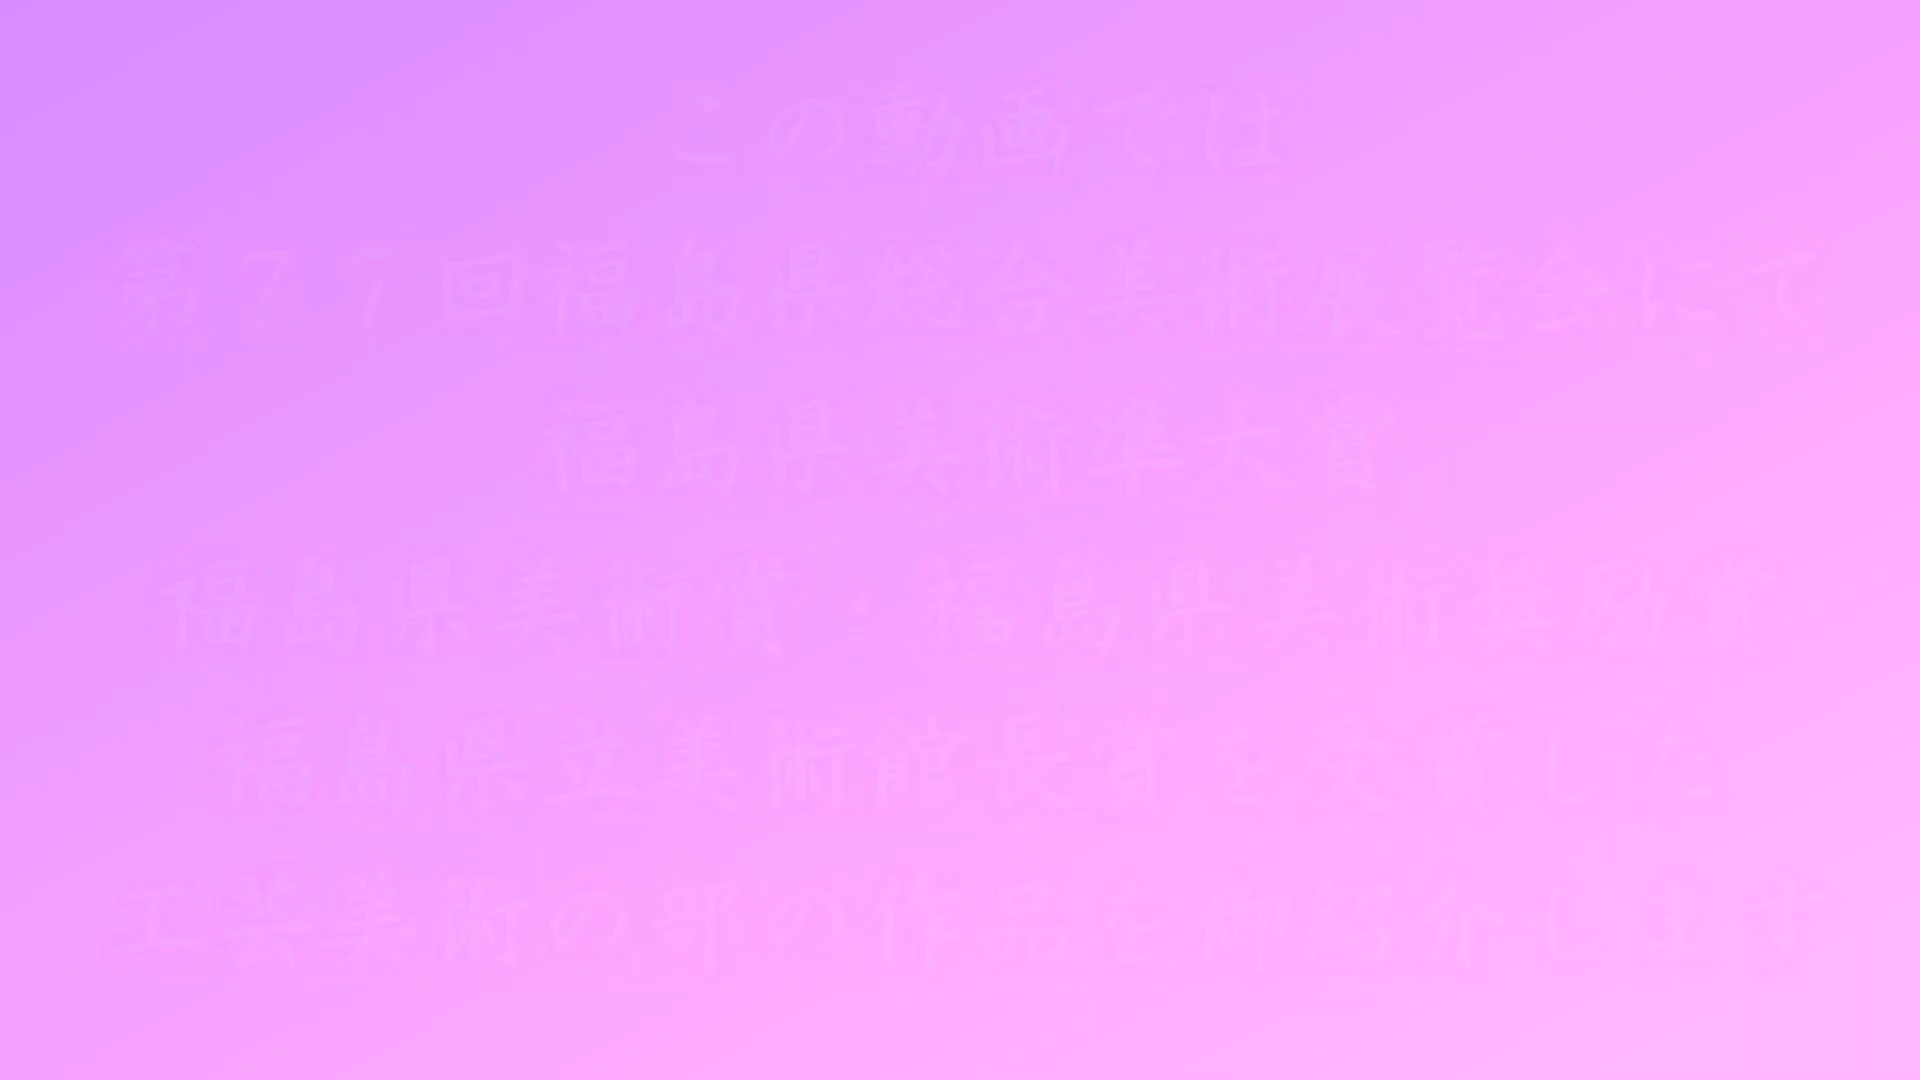 この動画では
第７７回福島県総合美術展覧会にて
福島県美術準大賞
福島県美術賞・福島県美術奨励賞
福島県立美術館長賞を受賞した
工芸美術の部の作品を御紹介します